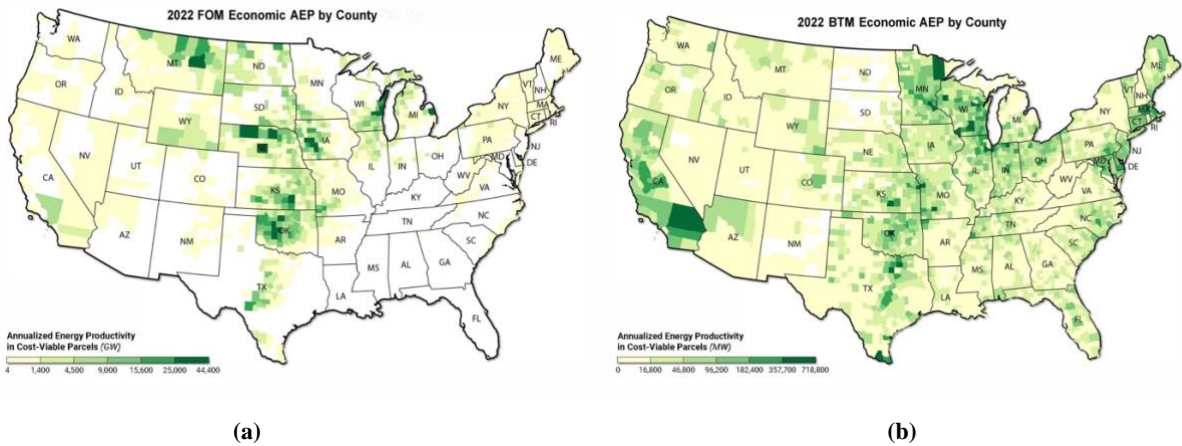 2022 FOM Economic AEP by County
WA
MT
ND
MN
ME
OR
ID
SD
WI
VT
NH
WY
MI
NY
MA
CT
RI
IA
PA
NV
UT
CO
IL
IN
OH
NJ
MD
DE
CA
KS
MO
WV
VA
KY
AZ
NM
OK
AR
TN
NC
SC
TX
MS
AL
GA
LA
FL
Annualized Energy Productivity
in Cost-Viable Parcels (GW)
4 1,400 4,500 9,000 15,600 25,000 44,400
(a)
2022 BTM Economic AEP by County
WA
MT
ND
MN
ME
OR
ID
SD
WI
VT
NH
WY
MI
NY
MA
CT
RI
NE
IA
PA
NV
UT
CO
IL
IN
OH
NJ
MD
DE
CA
KS
MO
WV
VA
KY
AZ
NM
OK
AR
TN
NC
SC
TX
MS
AL
GA
LA
FL
Annualized Energy Productivity
in Cost-Viable Parcels (MW)
0 16,800 46,800 96,200 182,400 357,700 718,800
(b)